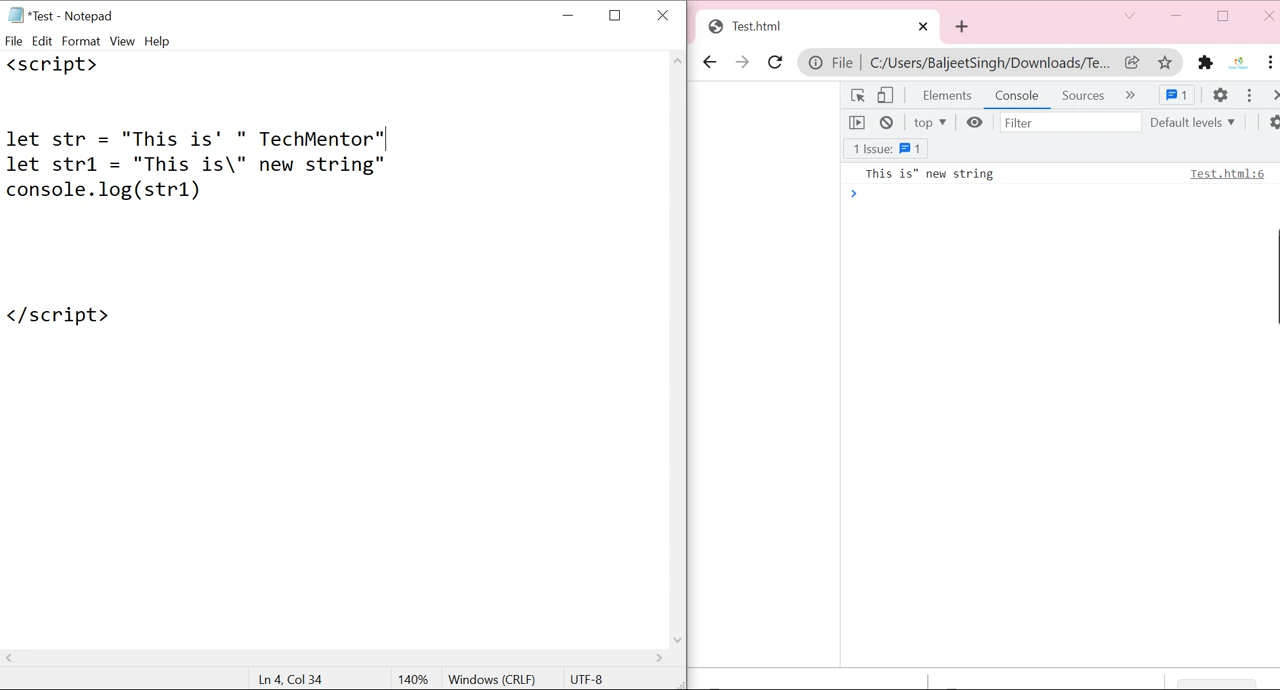 *Test - Notepad
File Edit Format View Help
<script>
let str = "This is' " TechMentor"
let str1 = "This is\" new string"
console.log(str1)
</script>
Ln 4, Col 34 140% Windows (CRLF) UTF-8
Test.html
File C:/Users/BaljeetSingh/Downloads/Te...
Elements Console Sources 1
top Filter Default levels
1 Issue: 1
This is" new string Test.html:6